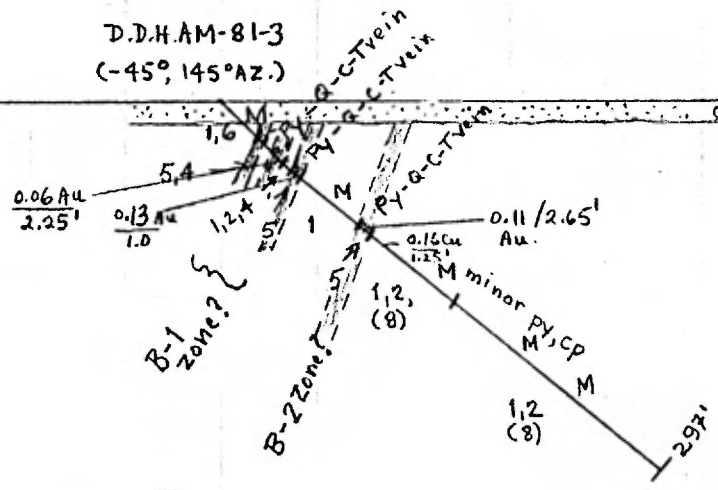 D.D.H. AM-81-3
(-45°, 145° AZ.)
Q-C-T vein
Py-Q-C-T vein
Py-Q-C-T vein
1,6
M
5,4
0.06 Au
2.25'
0.13 Au
1.0
1,2,4
5
1
M
0.11/2.65'
Au.
0.16 Cu
1.25'
M minor py, cp
B-1
zone?
5
B-2 zone?
1,2,
(8)
M
M
1,2
(8)
297'